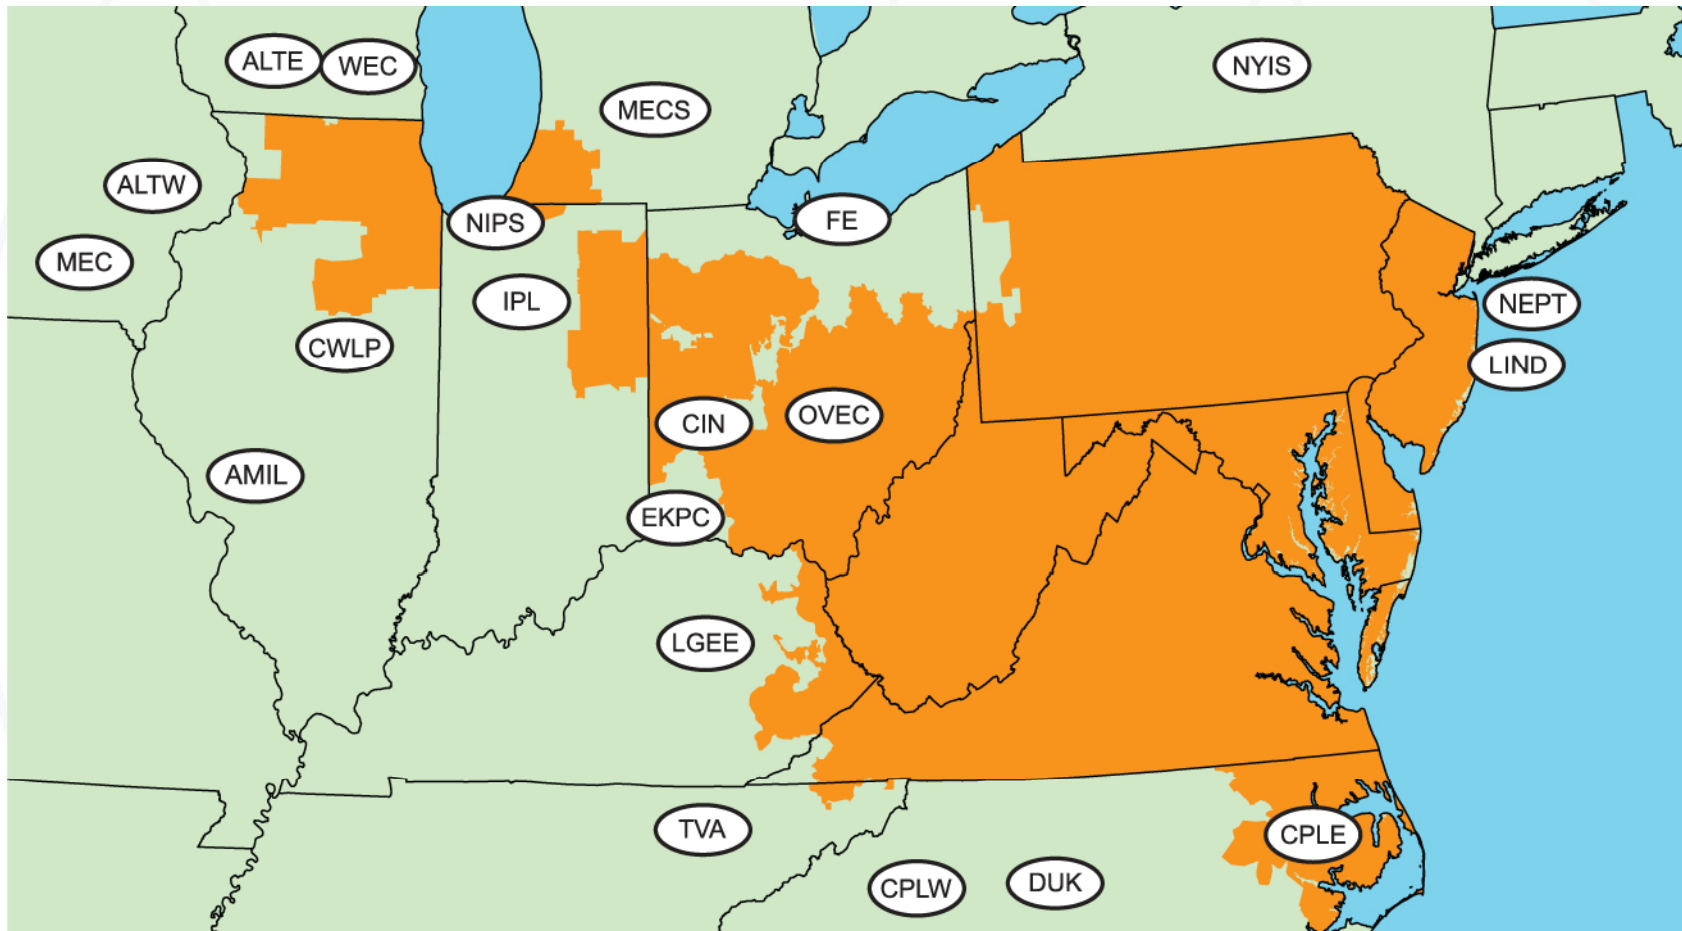 ALTE
WEC
NYIS
MECS
ALTW
NIPS
FE
MEC
IPL
NEPT
CWLP
LIND
CIN
OVEC
AMIL
EKPC
LGEE
TVA
CPLE
CPLW
DUK